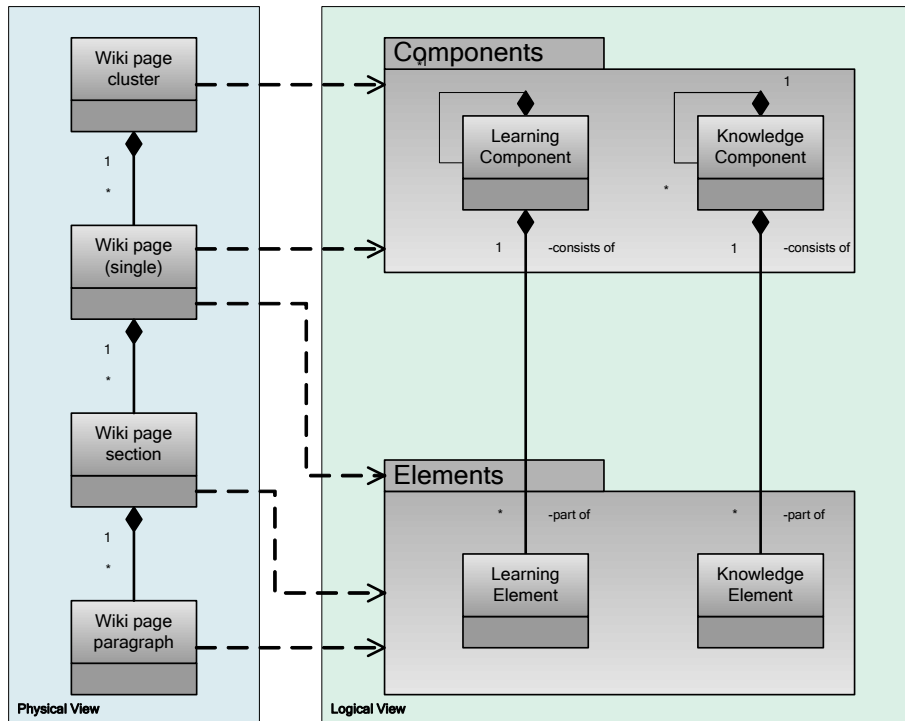 Wiki page
cluster
1
*
Wiki page
(single)
1
*
Wiki page
section
1
*
Wiki page
paragraph
Physical View
Components
*
1
Learning
Component
Knowledge
Component
*
1
-consists of
1
-consists of
Elements
*
-part of
*
-part of
Learning
Element
Knowledge
Element
Logical View